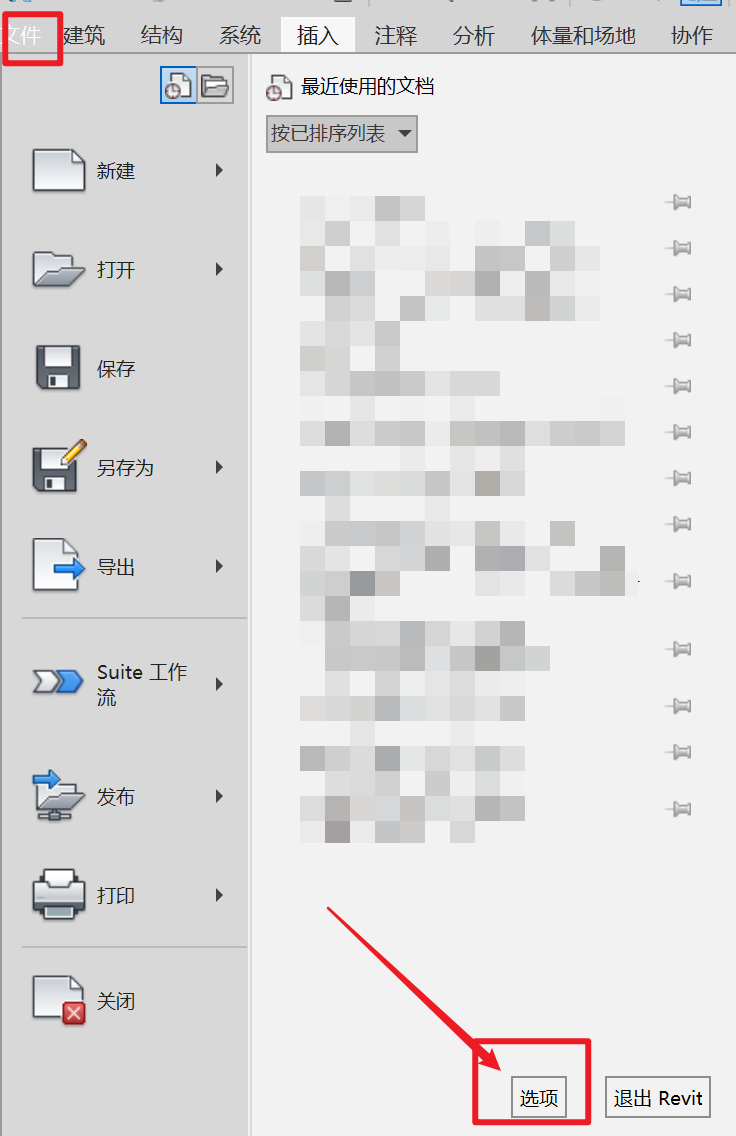 文件 建筑 结构 系统 插入 注释 分析 体量和场地 协作
最近使用的文档
按已排序列表
新建
打开
保存
另存为
导出
Suite 工作
流
发布
打印
关闭
选项 退出 Revit